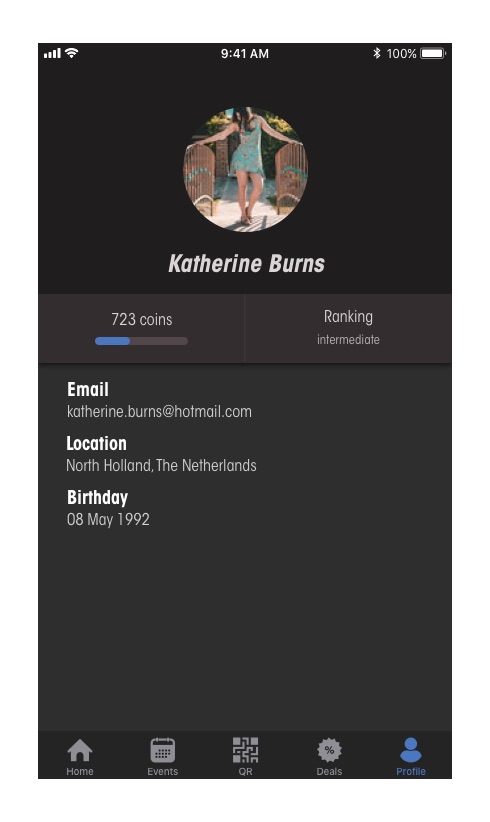 9:41 AM 100%
Katherine Burns
723 coins
Ranking
intermediate
Email
katherine.burns@hotmail.com
Location
North Holland, The Netherlands
Birthday
08 May 1992
%
Home Events QR Deals Profile